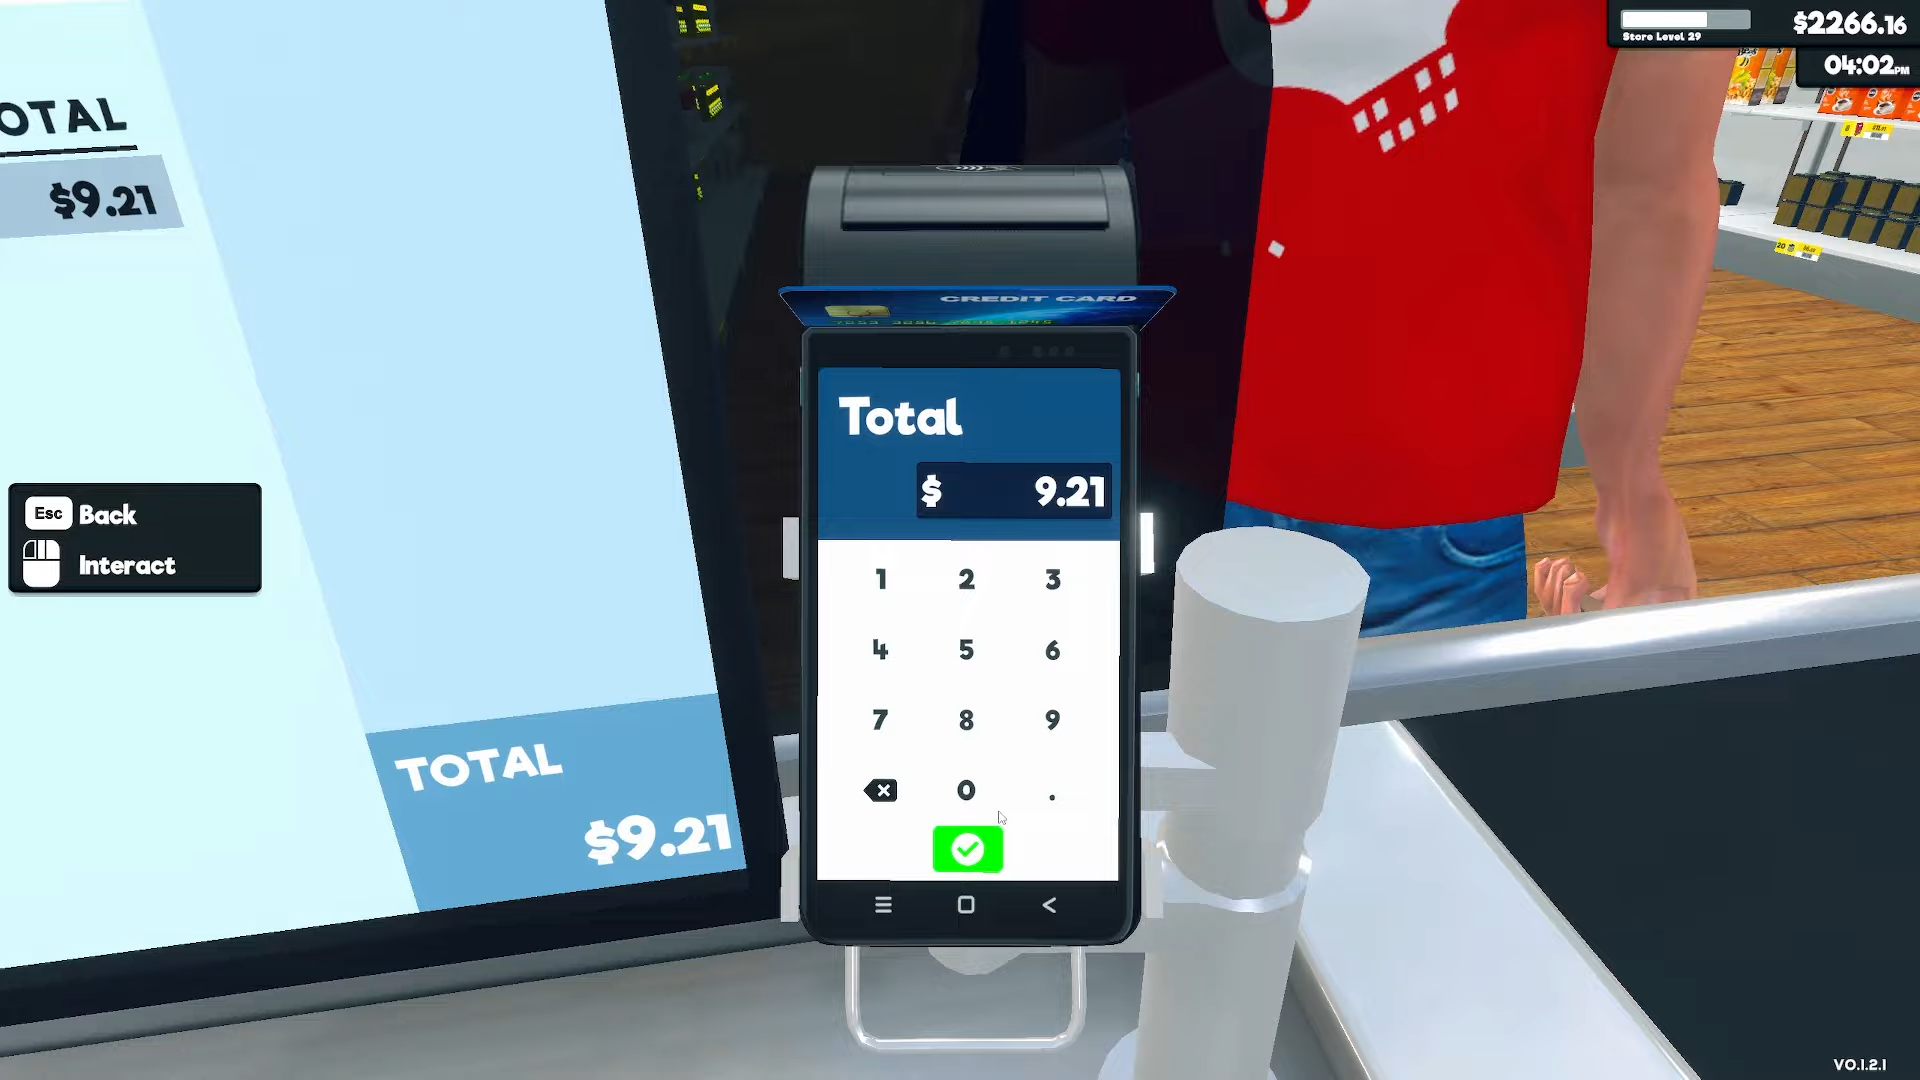 $2266.16
Store Level 29
04:02PM
OTAL
$9.21
CREDIT CARD
Total
$ 9.21
Esc Back
Interact
1 2 3
4 5 6
7 8 9
0 .
TOTAL
$9.21
V0.1.2.1